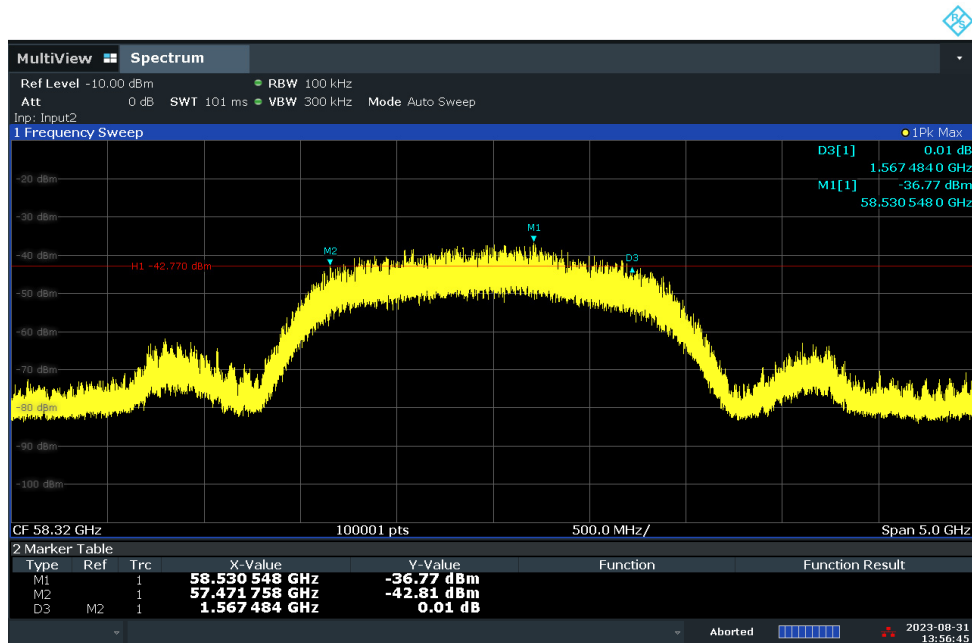 R&S
MultiView Spectrum
Ref Level -10.00 dBm RBW 100 kHz
Att 0 dB SWT 101 ms VBW 300 kHz Mode Auto Sweep
Inp: Input2
1 Frequency Sweep 1Pk Max
D3[1] 0.01 dB
1.567 484 0 GHz
M1[1] -36.77 dBm
58.530 548 0 GHz
-20 dBm
-30 dBm
M1
-40 dBm
M2
D3
H1 -42.770 dBm
-50 dBm
-60 dBm
-70 dBm
-80 dBm
-90 dBm
-100 dBm
CF 58.32 GHz 100001 pts 500.0 MHz/ Span 5.0 GHz
2 Marker Table
Type Ref Trc X-Value Y-Value Function Function Result
M1 1 58.530 548 GHz -36.77 dBm
M2 1 57.471 758 GHz -42.81 dBm
D3 M2 1 1.567 484 GHz 0.01 dB
Aborted 2023-08-31
13:56:45